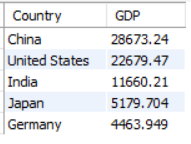 Country GDP
China 28673.24
United States 22679.47
India 11660.21
Japan 5179.704
Germany 4463.949